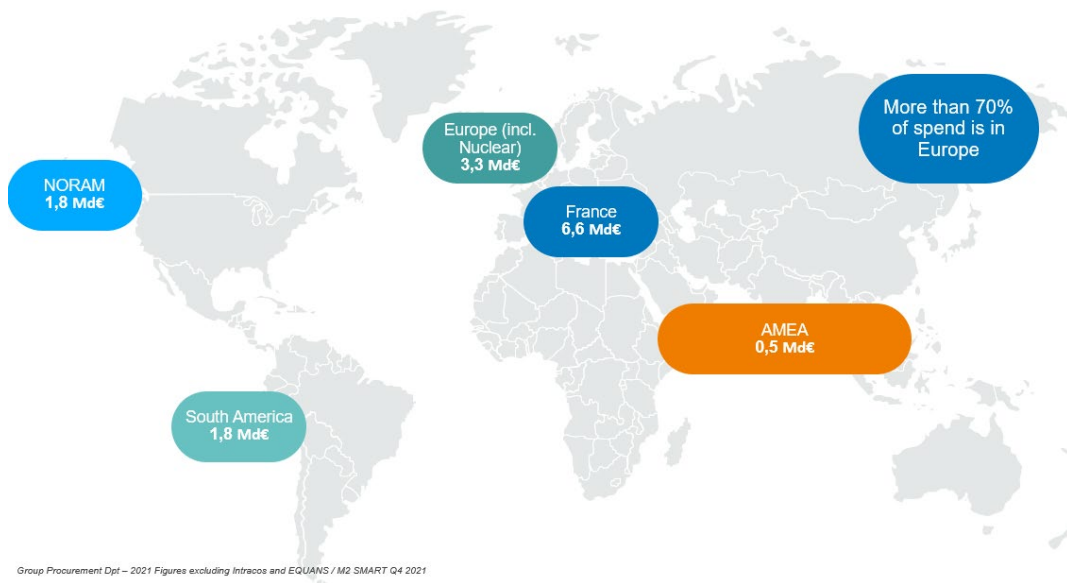 More than 70%
of spend is in
Europe
Europe (incl.
Nuclear)
3,3 Md€
NORAM
1,8 Md€
France
6,6 Md€
AMEA
0,5 Md€
South America
1,8 Md€
Group Procurement Dpt – 2021 Figures excluding Intracos and EQUANS / M2 SMART Q4 2021